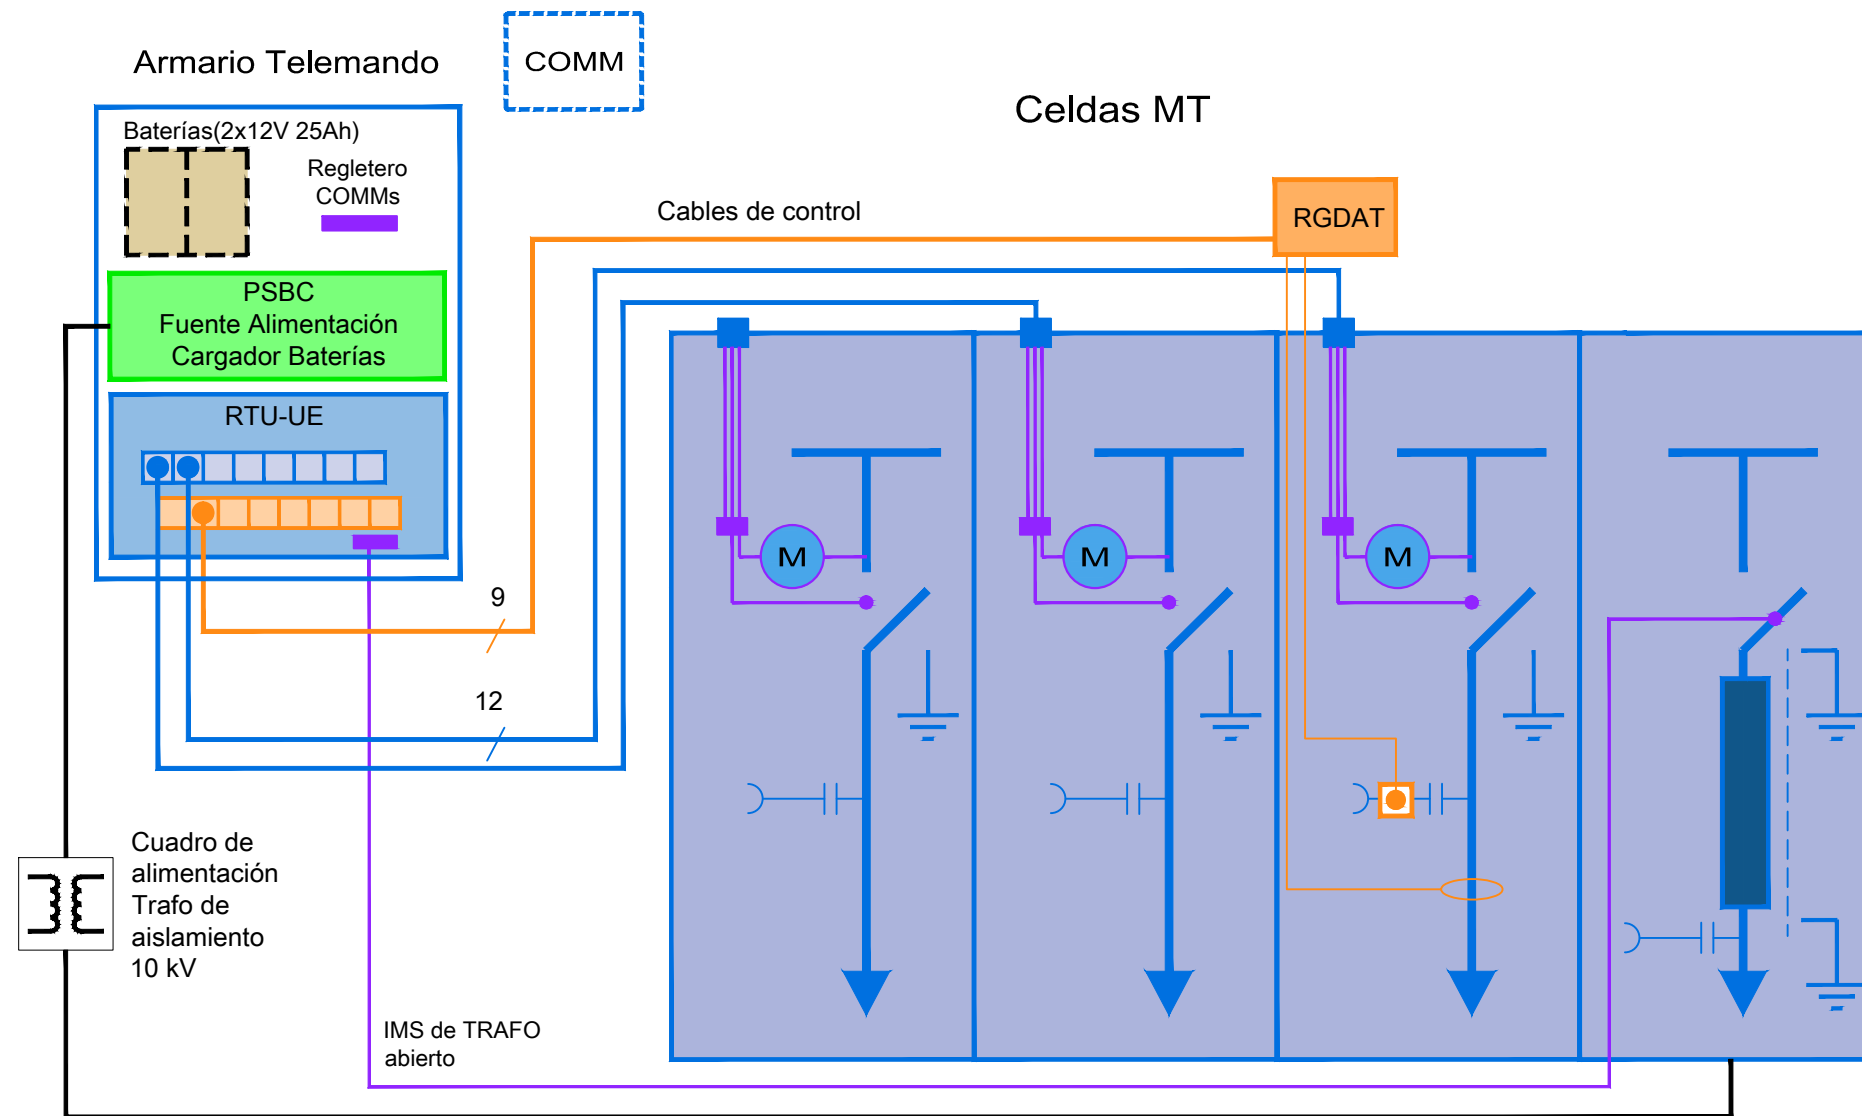 COMM
Armario Telemando
Celdas MT
Baterías(2x12V 25Ah)
Regletero
COMMs
Cables de control
RGDAT
PSBC
Fuente Alimentación
Cargador Baterías
RTU-UE
M
M
M
9
12
Cuadro de
alimentación
Trafo de
aislamiento
10 kV
IMS de TRAFO
abierto